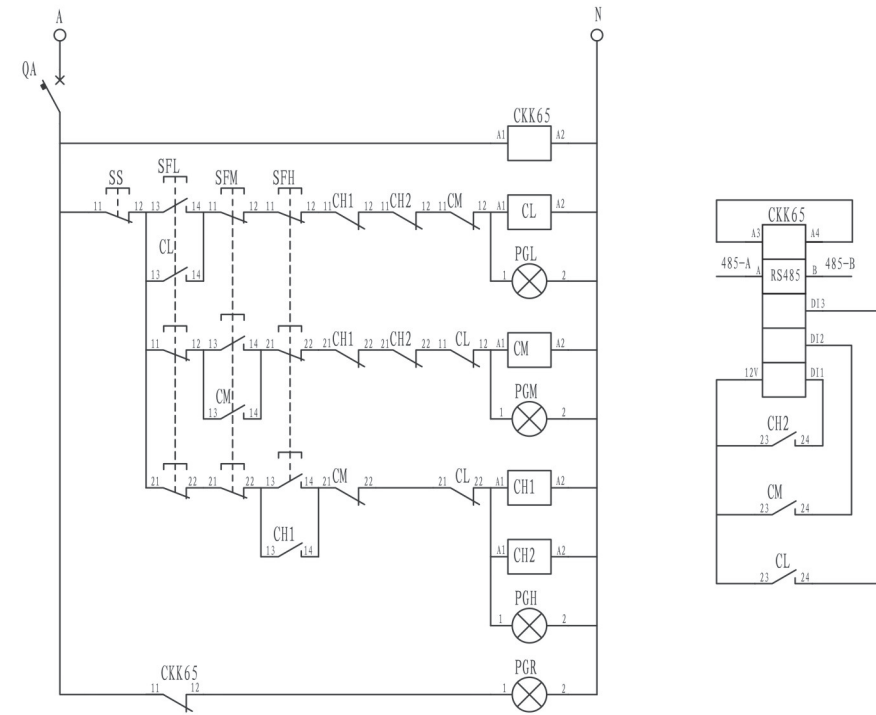 A N
QA
CKK65
A1 A2
SS SFL SFM SFH
11 12 13 14 11 12 11 12 11 CH1 12 11 CH2 12 11 CM 12 A1 CL A2
CL
13 14
PGL
1 2
11 12 13 14 21 22 21 CH1 22 21 CH2 22 11 CL 12 A1 CM A2
CM
13 14
PGM
1 2
21 22 21 22 13 14 21 CM 22 21 CL 22 A1 CH1 A2
CH1
13 14
A1 CH2 A2
PGH
1 2
CKK65
11 12
PGR
1 2
CKK65
A3 A4
485-A A RS485 B 485-B
DI3
DI2
12V DI1
CH2
23 24
CM
23 24
CL
23 24